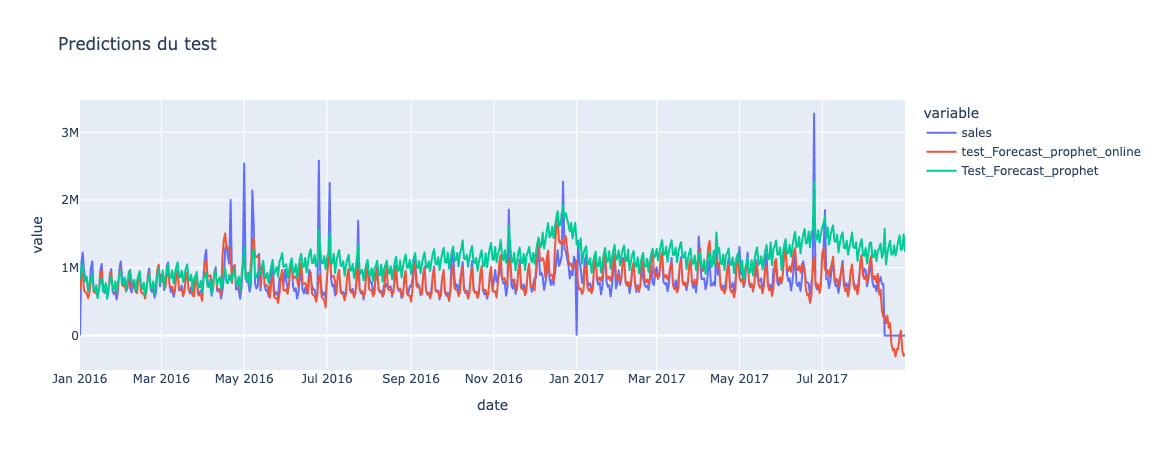 Predictions du test
variable
sales
test_Forecast_prophet_online
Test_Forecast_prophet
value
3M
2M
1M
0
Jan 2016 Mar 2016 May 2016 Jul 2016 Sep 2016 Nov 2016 Jan 2017 Mar 2017 May 2017 Jul 2017
date